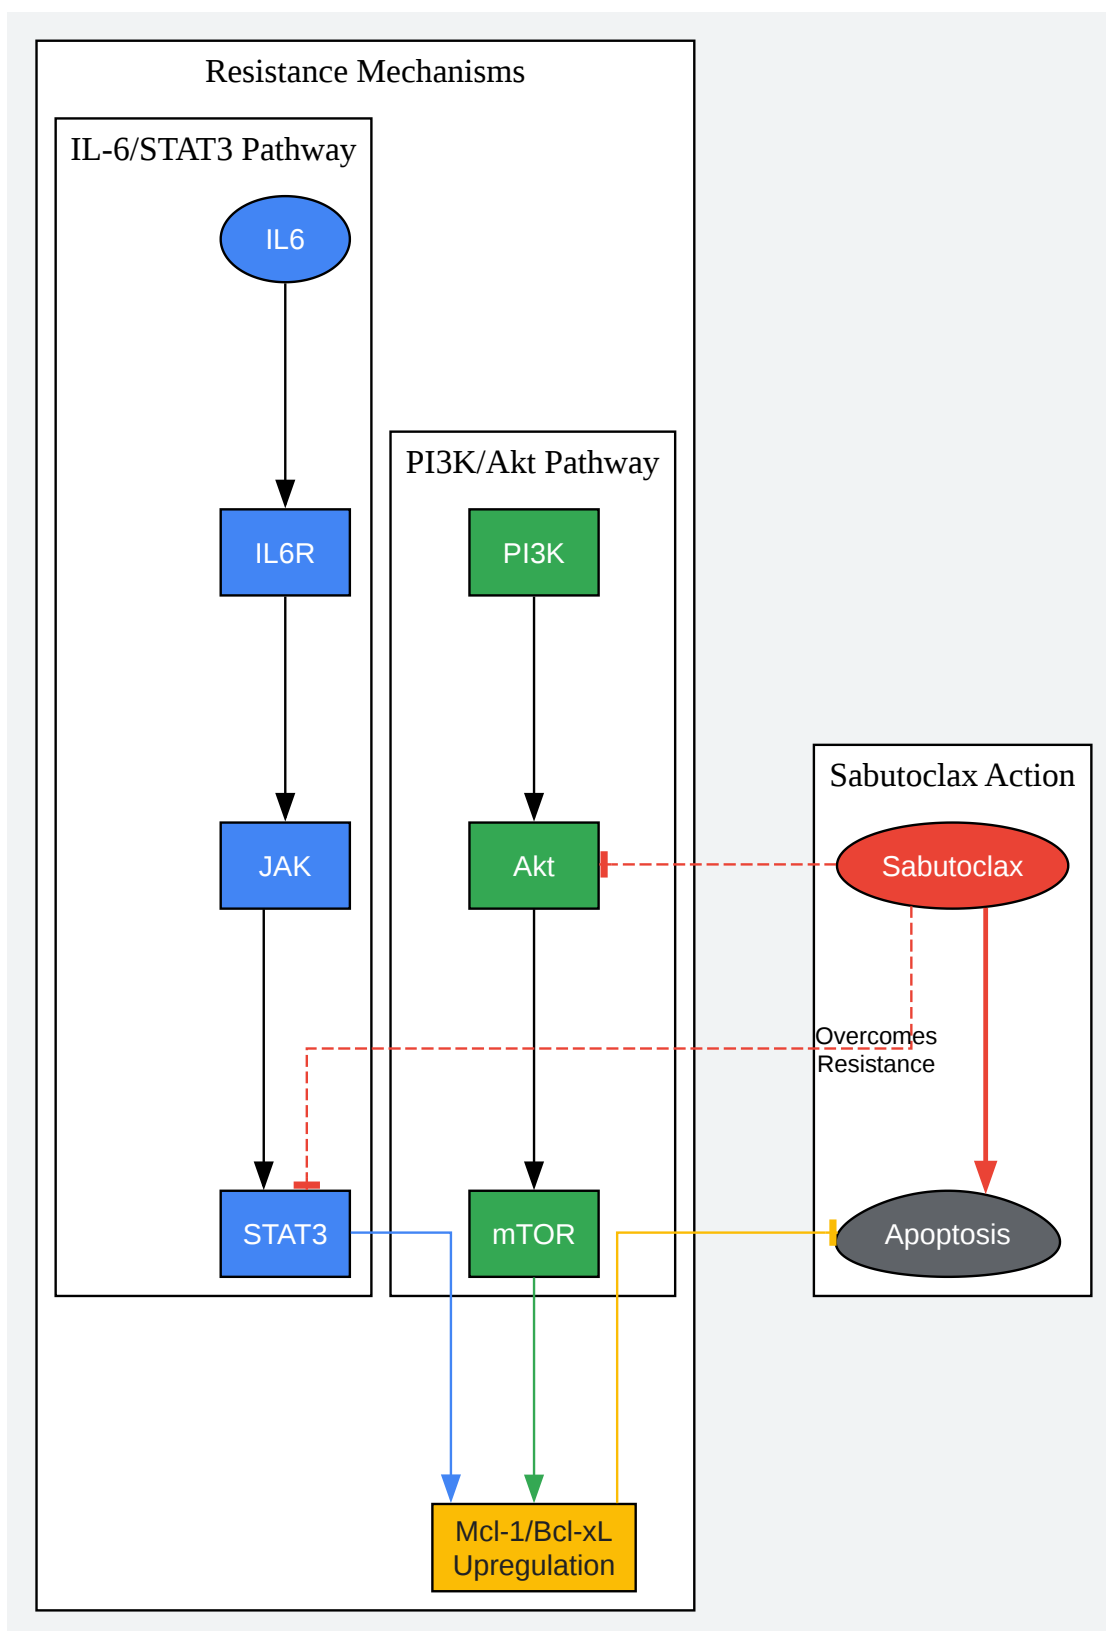 Resistance Mechanisms
IL-6/STAT3 Pathway
IL6
IL6R
JAK
STAT3
PI3K/Akt Pathway
PI3K
Akt
mTOR
Mcl-1/Bcl-xL
Upregulation
Sabutoclax Action
Sabutoclax
Overcomes
Resistance
Apoptosis